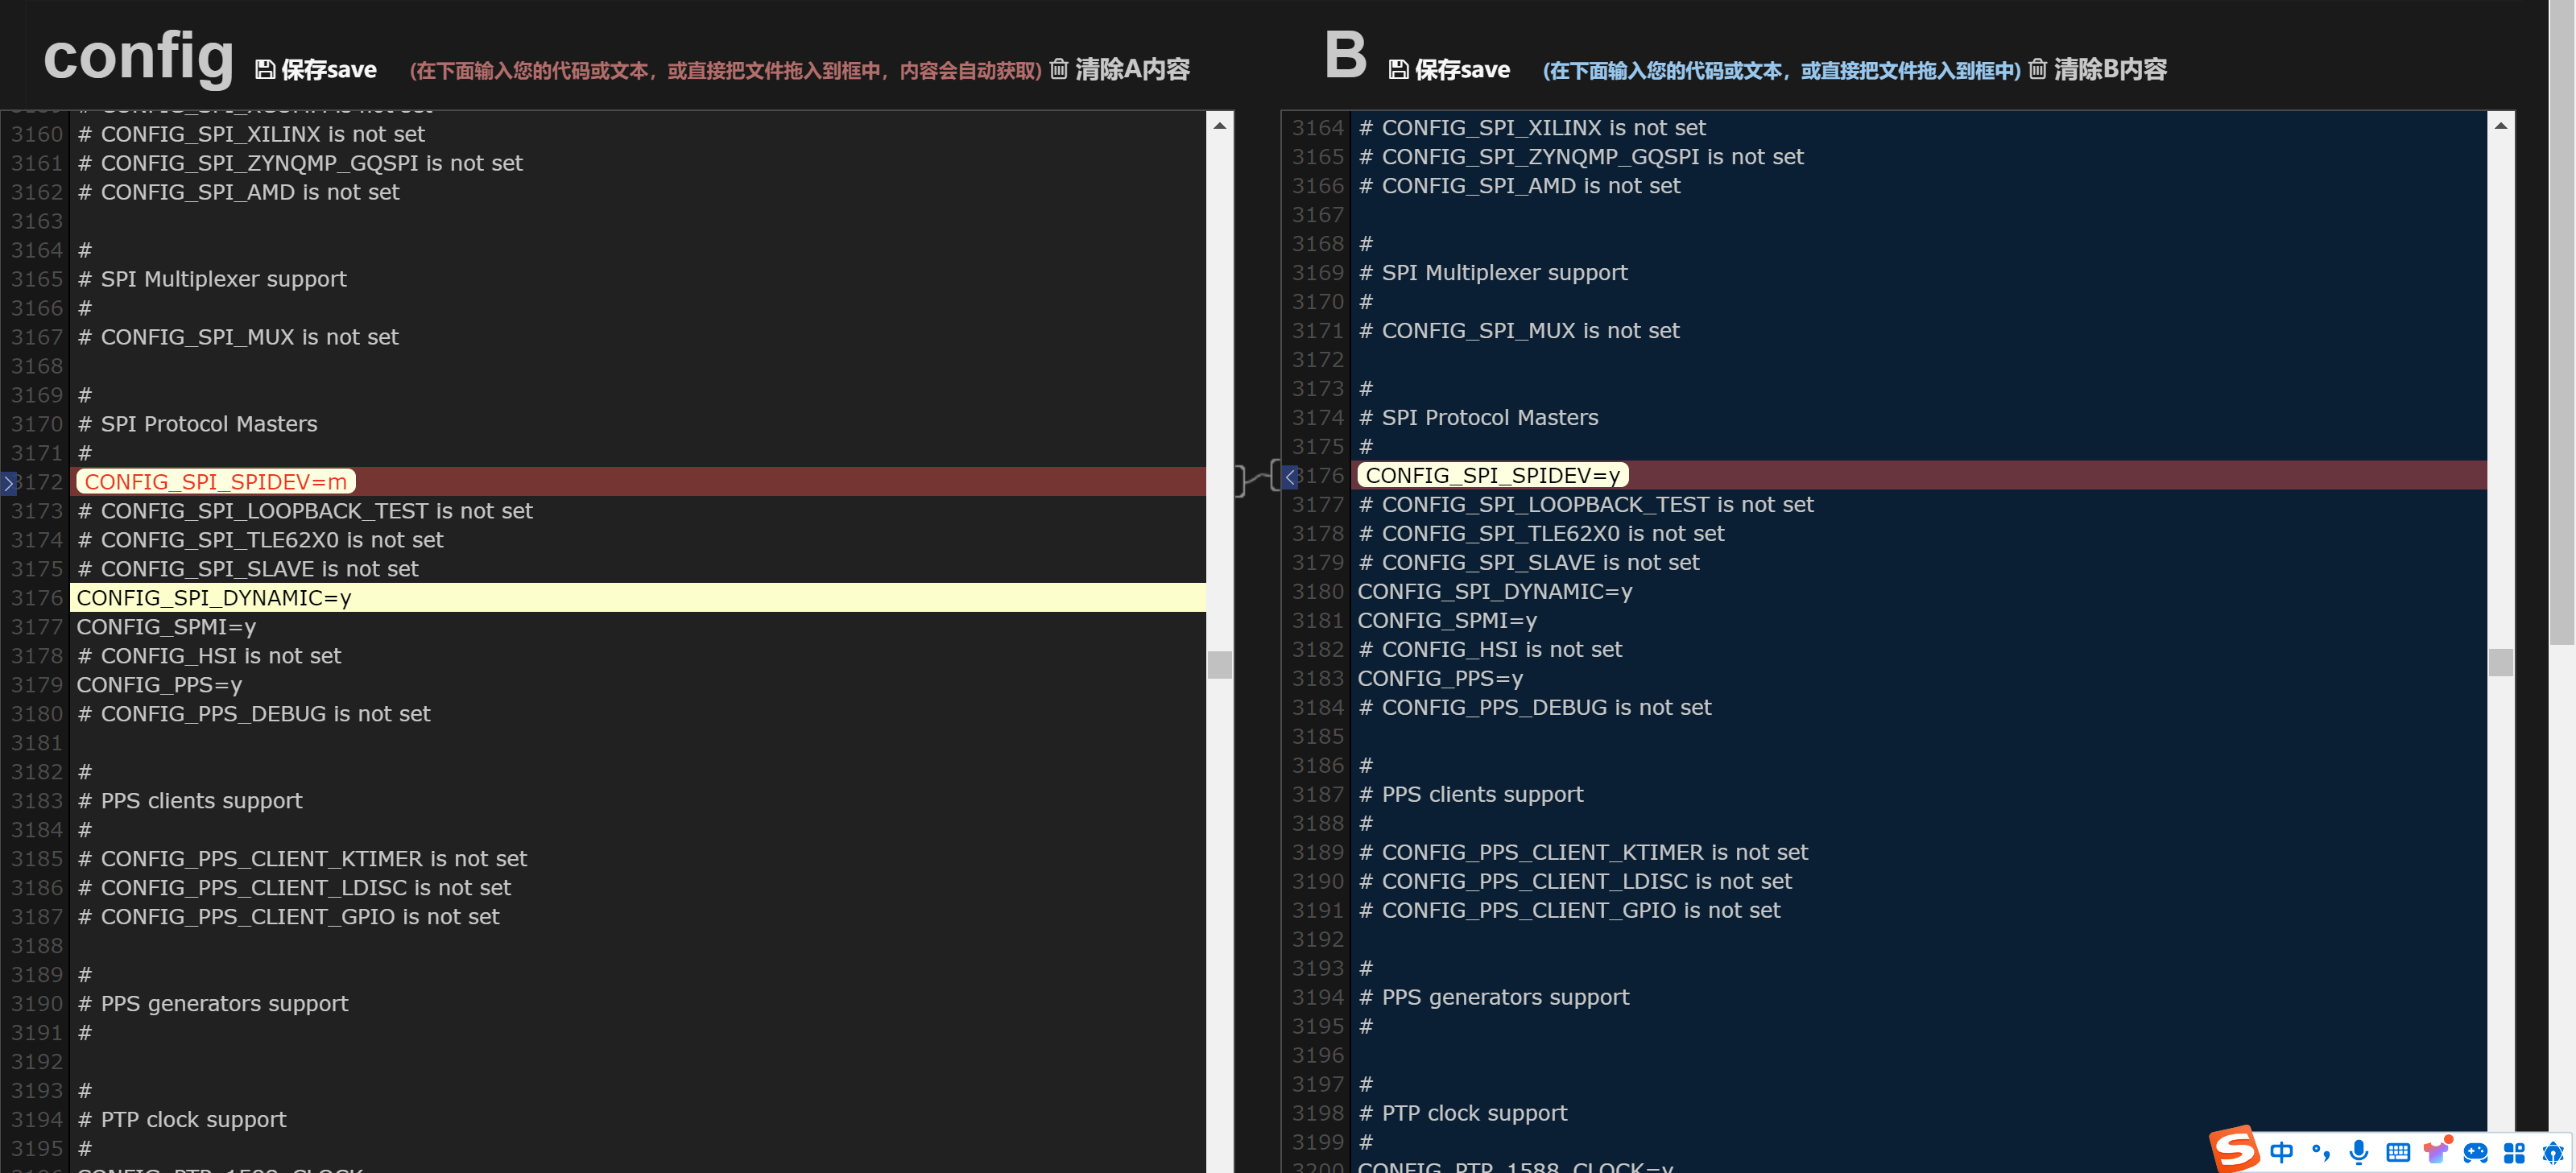 config 保存save (在下面输入您的代码或文本，或直接把文件拖入到框中，内容会自动获取) 清除A内容
3160 # CONFIG_SPI_XILINX is not set
3161 # CONFIG_SPI_ZYNQMP_GQSPI is not set
3162 # CONFIG_SPI_AMD is not set
3163
3164 #
3165 # SPI Multiplexer support
3166 #
3167 # CONFIG_SPI_MUX is not set
3168
3169 #
3170 # SPI Protocol Masters
3171 #
3172 CONFIG_SPI_SPIDEV=m
3173 # CONFIG_SPI_LOOPBACK_TEST is not set
3174 # CONFIG_SPI_TLE62X0 is not set
3175 # CONFIG_SPI_SLAVE is not set
3176 CONFIG_SPI_DYNAMIC=y
3177 CONFIG_SPMI=y
3178 # CONFIG_HSI is not set
3179 CONFIG_PPS=y
3180 # CONFIG_PPS_DEBUG is not set
3181
3182 #
3183 # PPS clients support
3184 #
3185 # CONFIG_PPS_CLIENT_KTIMER is not set
3186 # CONFIG_PPS_CLIENT_LDISC is not set
3187 # CONFIG_PPS_CLIENT_GPIO is not set
3188
3189 #
3190 # PPS generators support
3191 #
3192
3193 #
3194 # PTP clock support
3195 #
B 保存save (在下面输入您的代码或文本，或直接把文件拖入到框中) 清除B内容
3164 # CONFIG_SPI_XILINX is not set
3165 # CONFIG_SPI_ZYNQMP_GQSPI is not set
3166 # CONFIG_SPI_AMD is not set
3167
3168 #
3169 # SPI Multiplexer support
3170 #
3171 # CONFIG_SPI_MUX is not set
3172
3173 #
3174 # SPI Protocol Masters
3175 #
3176 CONFIG_SPI_SPIDEV=y
3177 # CONFIG_SPI_LOOPBACK_TEST is not set
3178 # CONFIG_SPI_TLE62X0 is not set
3179 # CONFIG_SPI_SLAVE is not set
3180 CONFIG_SPI_DYNAMIC=y
3181 CONFIG_SPMI=y
3182 # CONFIG_HSI is not set
3183 CONFIG_PPS=y
3184 # CONFIG_PPS_DEBUG is not set
3185
3186 #
3187 # PPS clients support
3188 #
3189 # CONFIG_PPS_CLIENT_KTIMER is not set
3190 # CONFIG_PPS_CLIENT_LDISC is not set
3191 # CONFIG_PPS_CLIENT_GPIO is not set
3192
3193 #
3194 # PPS generators support
3195 #
3196
3197 #
3198 # PTP clock support
3199 #
3200 CONFIG_PTP_1588_CLOCK=y
中